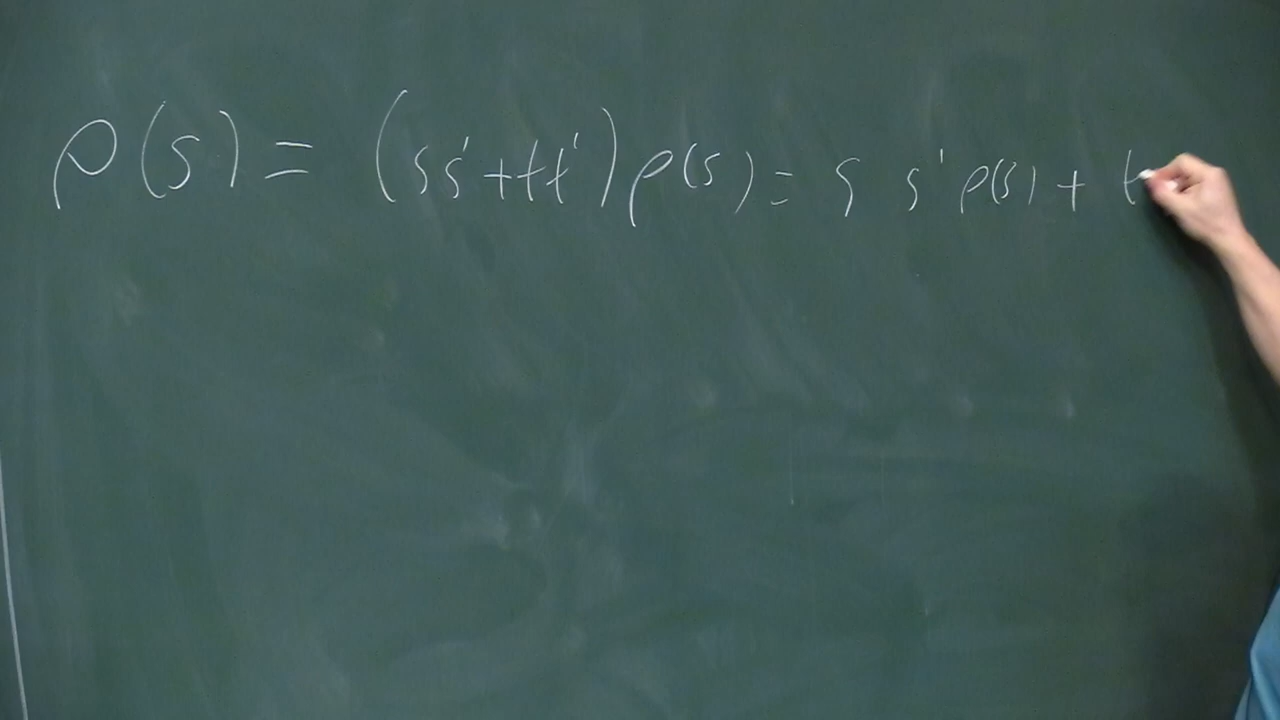 ρ(s) = (ss' + tt')ρ(s) = s s' ρ(s) + t